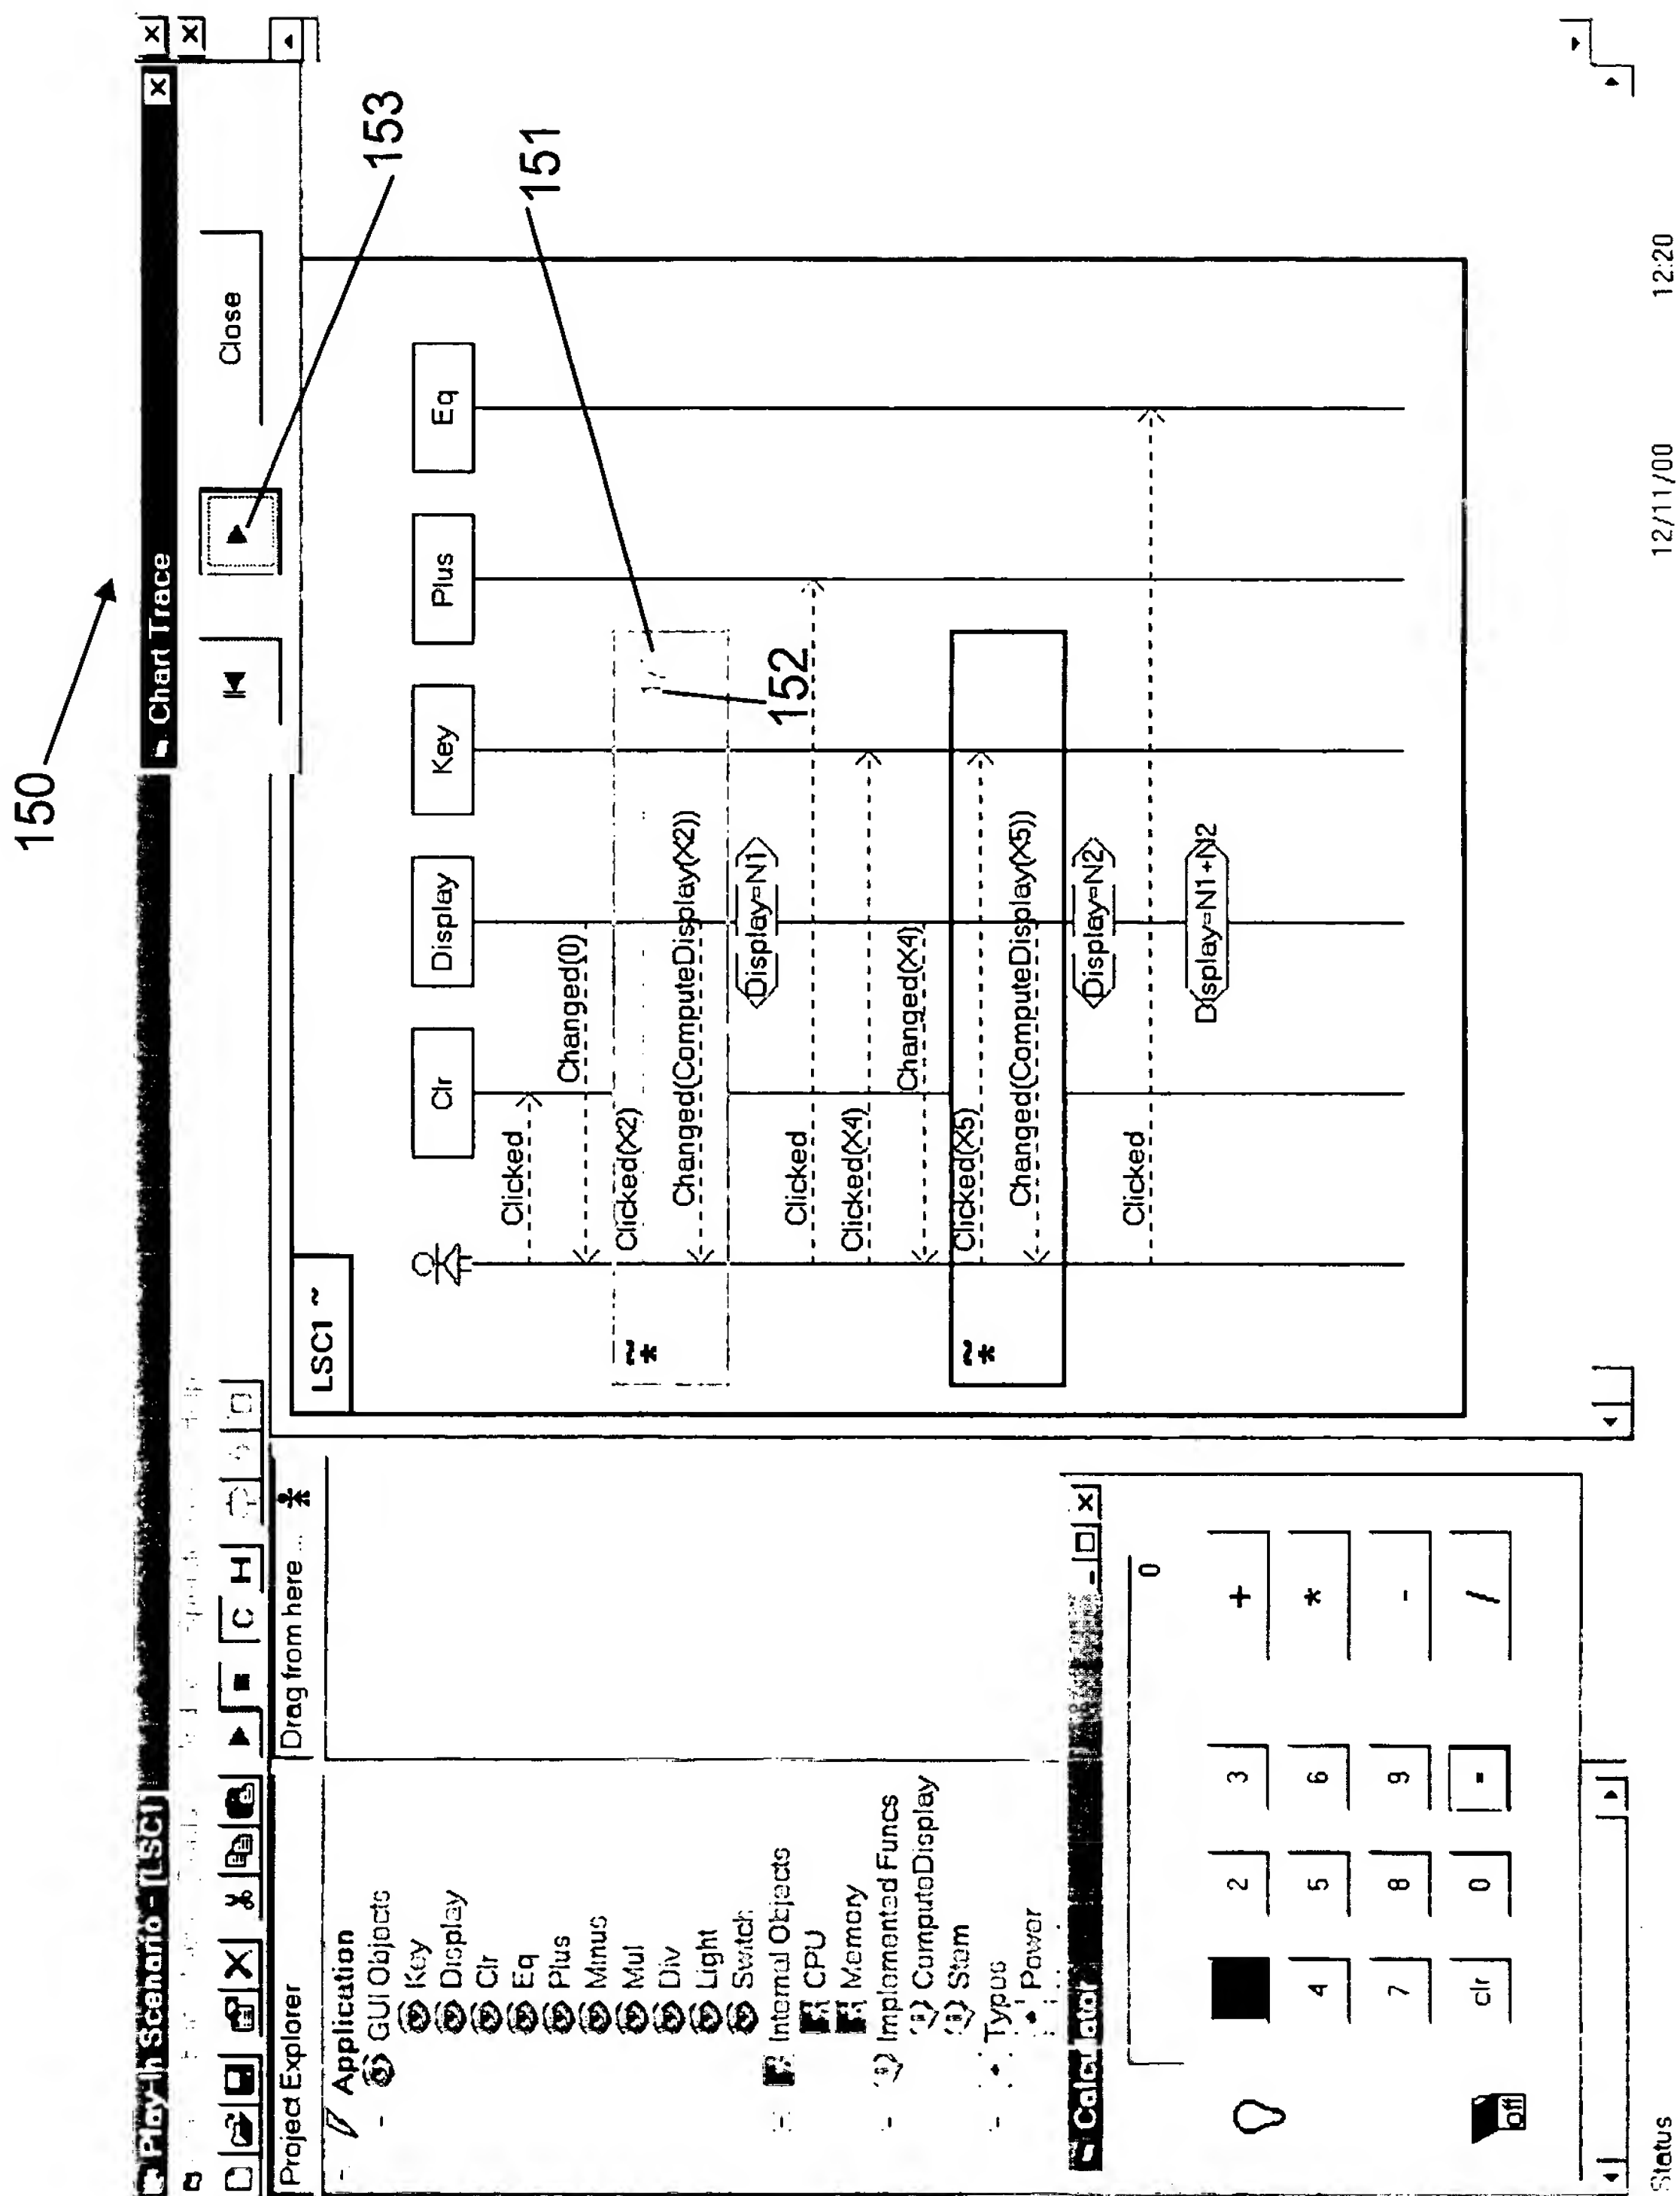 150
Play-In Scenario - [LSC1]
Chart Trace
Close
153
C
H
Project Explorer
Drag from here ...
Application
GUI Objects
Key
Display
Clr
Eq
Plus
Minus
Mul
Div
Light
Switch
Internal Objects
CPU
Memory
Implemented Funcs
ComputeDisplay
Stam
Types
Power
LSC1 ~
Clr
Display
Key
Plus
Eq
151
152
Clicked
Changed(0)
Clicked(X2)
~
*
Changed(ComputeDisplay(X2))
Display=N1
Clicked
Clicked(X4)
Changed(X4)
Clicked(X5)
~
*
Changed(ComputeDisplay(X5))
Display=N2
Clicked
Display=N1+N2
Calculator
0
2
3
+
4
5
6
*
7
8
9
-
clr
0
=
/
Off
Status
12/11/00
12:20